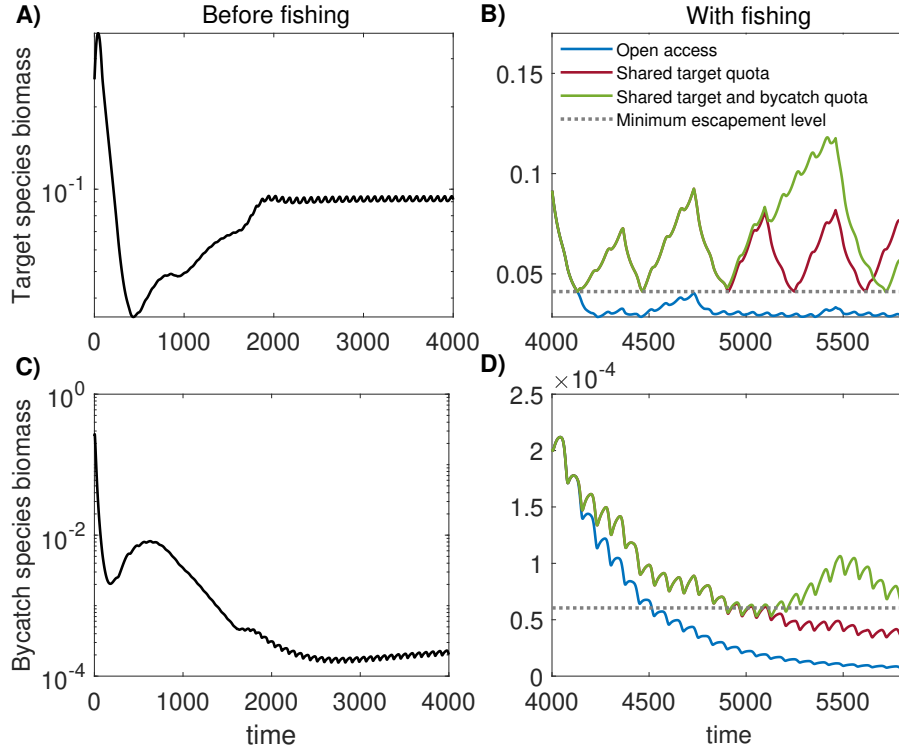 Before fishing
With fishing
A)
B)
Target species biomass
10^-1
0
1000
2000
3000
4000
0.15
0.1
0.05
Open access
Shared target quota
Shared target and bycatch quota
Minimum escapement level
4000
4500
5000
5500
C)
D)
Bycatch species biomass
10^0
10^-2
10^-4
0
1000
2000
3000
4000
time
×10^-4
2.5
2
1.5
1
0.5
0
4000
4500
5000
5500
time